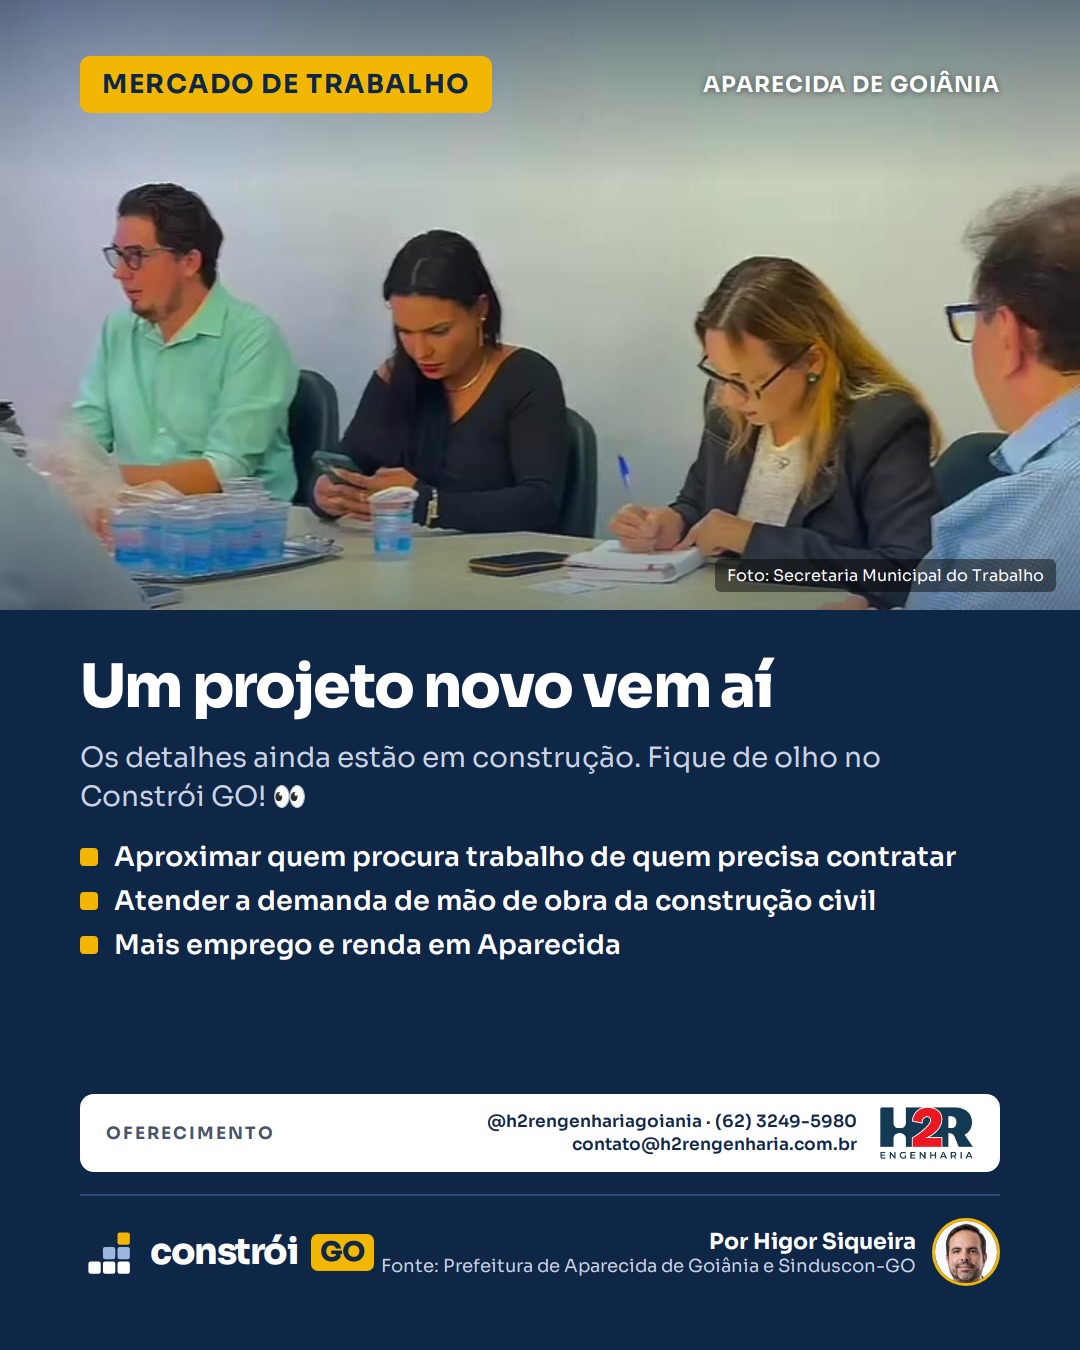 MERCADO DE TRABALHO
APARECIDA DE GOIÂNIA
Foto: Secretaria Municipal do Trabalho
Um projeto novo vem aí
Os detalhes ainda estão em construção. Fique de olho no
Constrói GO! 👀
Aproximar quem procura trabalho de quem precisa contratar
Atender a demanda de mão de obra da construção civil
Mais emprego e renda em Aparecida
OFERECIMENTO
@h2rengenhariagoiania · (62) 3249-5980
contato@h2rengenharia.com.br
H2R
ENGENHARIA
constrói GO
Por Higor Siqueira
Fonte: Prefeitura de Aparecida de Goiânia e Sinduscon-GO